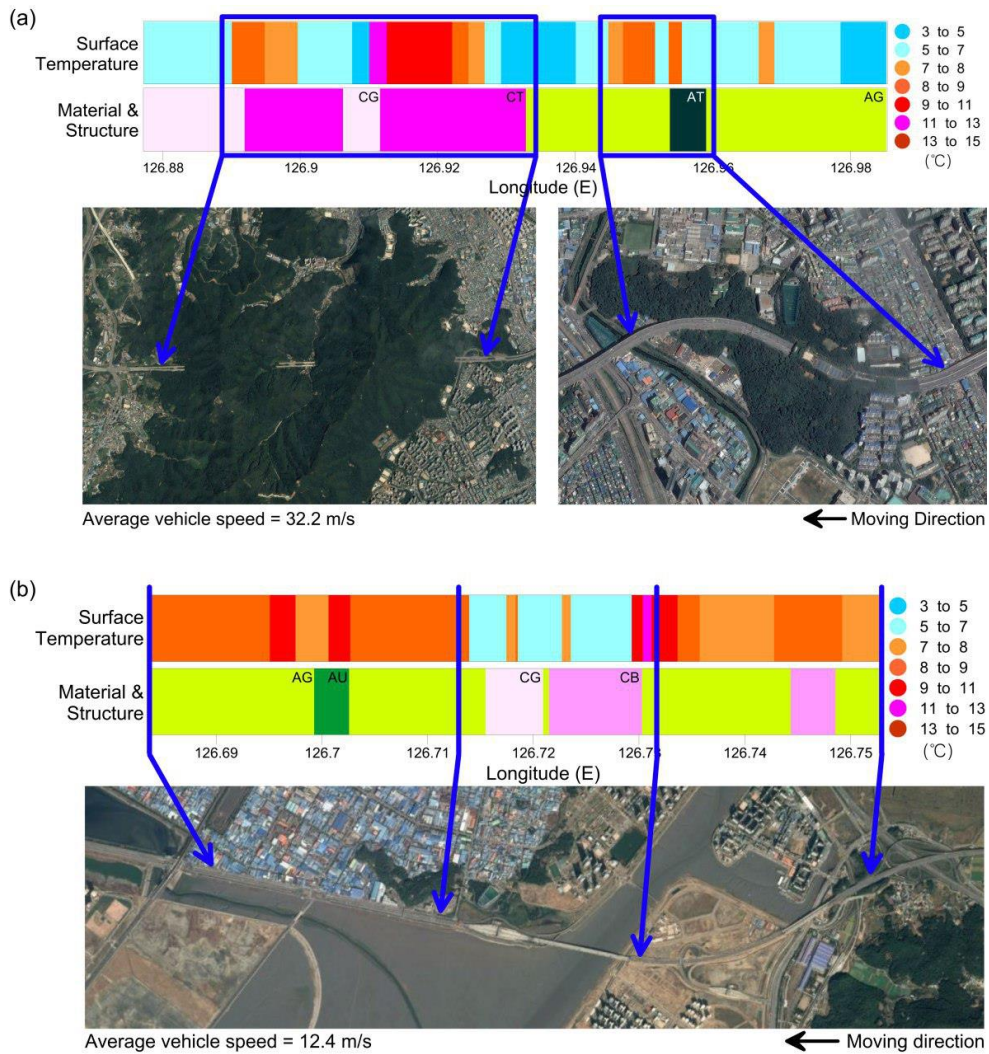 (a)
Surface
Temperature
Material &
Structure
CG
CT
AT
AG
3 to 5
5 to 7
7 to 8
8 to 9
9 to 11
11 to 13
13 to 15
(℃)
126.88
126.9
126.92
126.94
126.96
126.98
Longitude (E)
Average vehicle speed = 32.2 m/s
Moving Direction
(b)
Surface
Temperature
Material &
Structure
AG
AU
CG
CB
3 to 5
5 to 7
7 to 8
8 to 9
9 to 11
11 to 13
13 to 15
(℃)
126.69
126.7
126.71
126.72
126.73
126.74
126.75
Longitude (E)
Average vehicle speed = 12.4 m/s
Moving direction